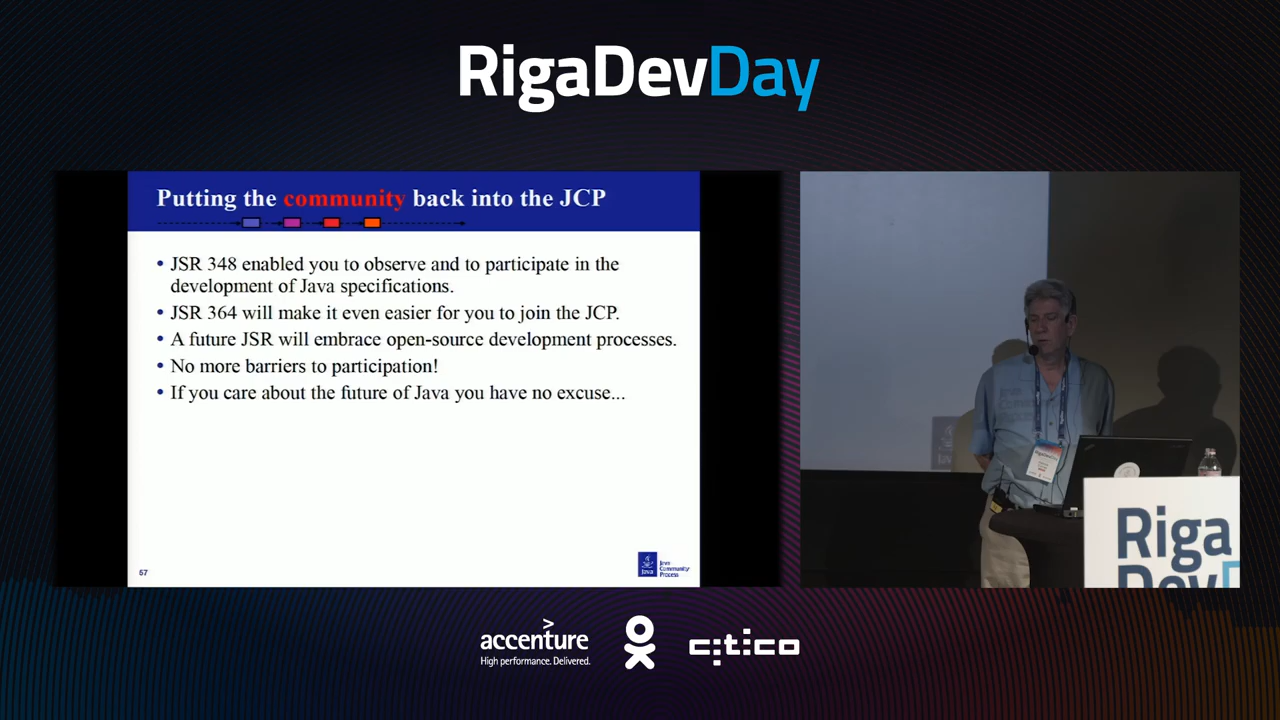 RigaDevDay
Putting the community back into the JCP
• JSR 348 enabled you to observe and to participate in the
development of Java specifications.
• JSR 364 will make it even easier for you to join the JCP.
• A future JSR will embrace open-source development processes.
• No more barriers to participation!
• If you care about the future of Java you have no excuse...
57
Java
Java
Community
Process
Riga
DevD
accenture
High performance. Delivered.
citico